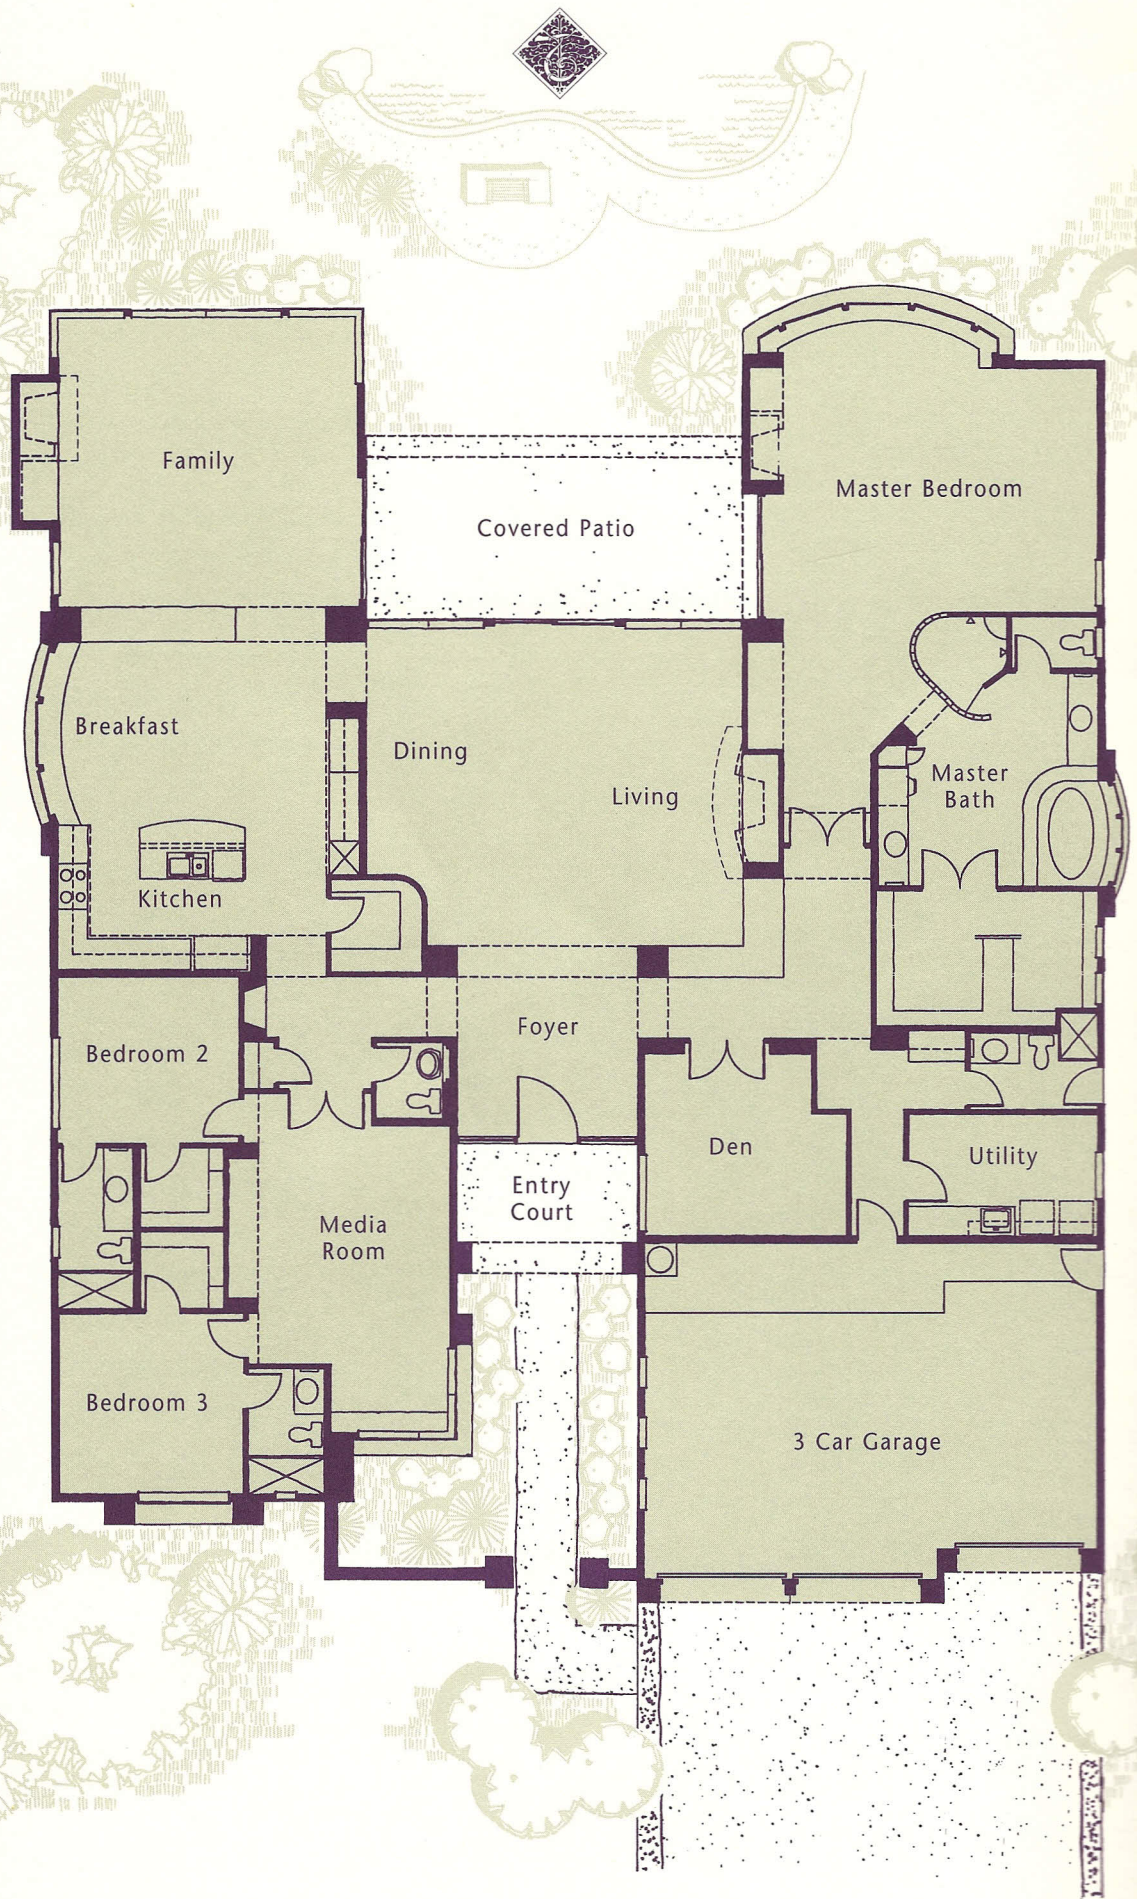 Family
Master Bedroom
Covered Patio
Breakfast
Dining
Living
Master
Bath
Kitchen
Foyer
Bedroom 2
Den
Utility
Entry
Court
Media
Room
Bedroom 3
3 Car Garage